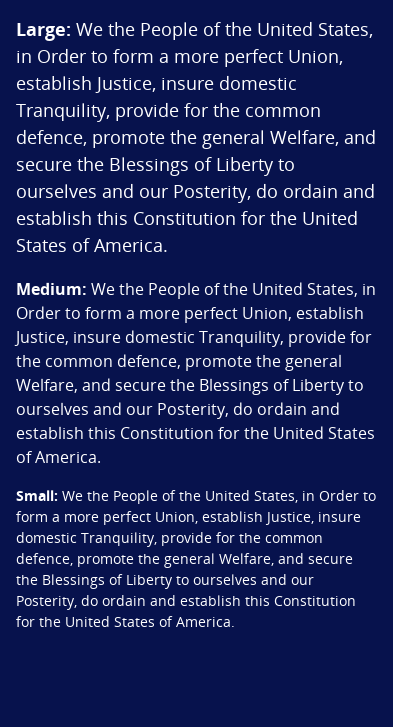 Large: We the People of the United States,
in Order to form a more perfect Union,
establish Justice, insure domestic
Tranquility, provide for the common
defence, promote the general Welfare, and
secure the Blessings of Liberty to
ourselves and our Posterity, do ordain and
establish this Constitution for the United
States of America.
Medium: We the People of the United States, in
Order to form a more perfect Union, establish
Justice, insure domestic Tranquility, provide for
the common defence, promote the general
Welfare, and secure the Blessings of Liberty to
ourselves and our Posterity, do ordain and
establish this Constitution for the United States
of America.
Small: We the People of the United States, in Order to
form a more perfect Union, establish Justice, insure
domestic Tranquility, provide for the common
defence, promote the general Welfare, and secure
the Blessings of Liberty to ourselves and our
Posterity, do ordain and establish this Constitution
for the United States of America.